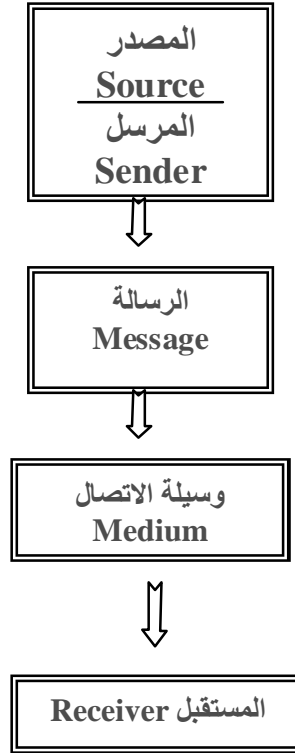 المصدر
Source
المرسل
Sender
الرسالة
Message
وسيلة الاتصال
Medium
المستقبل Receiver